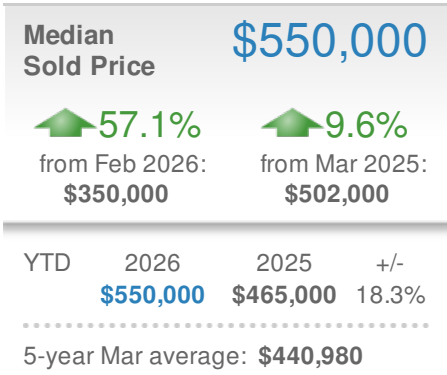 Median $550,000
Sold Price
57.1% 9.6%
from Feb 2026: from Mar 2025:
$350,000 $502,000
YTD 2026 2025 +/-
$550,000 $465,000 18.3%
5-year Mar average: $440,980